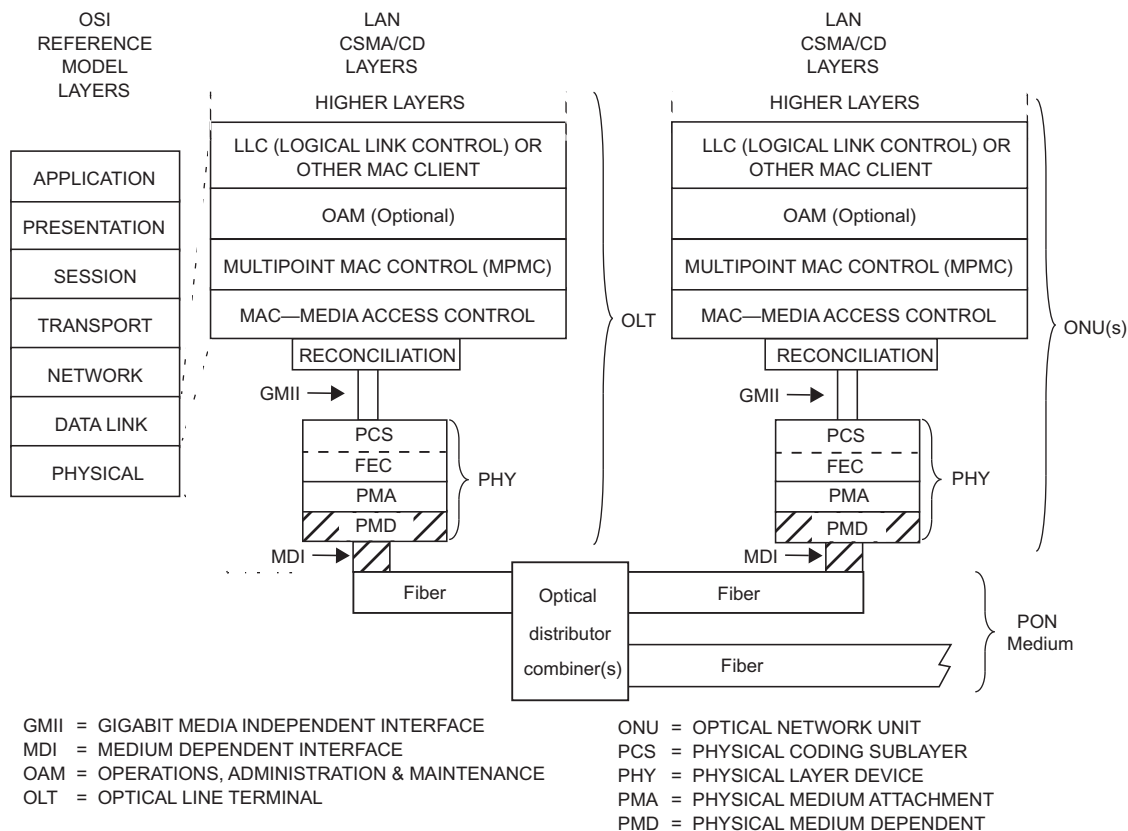 OSI
REFERENCE
MODEL
LAYERS
APPLICATION
PRESENTATION
SESSION
TRANSPORT
NETWORK
DATA LINK
PHYSICAL
LAN
CSMA/CD
LAYERS
HIGHER LAYERS
LLC (LOGICAL LINK CONTROL) OR
OTHER MAC CLIENT
OAM (Optional)
MULTIPOINT MAC CONTROL (MPMC)
MAC—MEDIA ACCESS CONTROL
RECONCILIATION
GMII
PCS
FEC
PMA
PMD
PHY
MDI
OLT
LAN
CSMA/CD
LAYERS
HIGHER LAYERS
LLC (LOGICAL LINK CONTROL) OR
OTHER MAC CLIENT
OAM (Optional)
MULTIPOINT MAC CONTROL (MPMC)
MAC—MEDIA ACCESS CONTROL
RECONCILIATION
GMII
PCS
FEC
PMA
PMD
PHY
MDI
ONU(s)
Fiber
Optical
distributor
combiner(s)
Fiber
Fiber
PON
Medium
GMII = GIGABIT MEDIA INDEPENDENT INTERFACE
MDI = MEDIUM DEPENDENT INTERFACE
OAM = OPERATIONS, ADMINISTRATION & MAINTENANCE
OLT = OPTICAL LINE TERMINAL
ONU = OPTICAL NETWORK UNIT
PCS = PHYSICAL CODING SUBLAYER
PHY = PHYSICAL LAYER DEVICE
PMA = PHYSICAL MEDIUM ATTACHMENT
PMD = PHYSICAL MEDIUM DEPENDENT